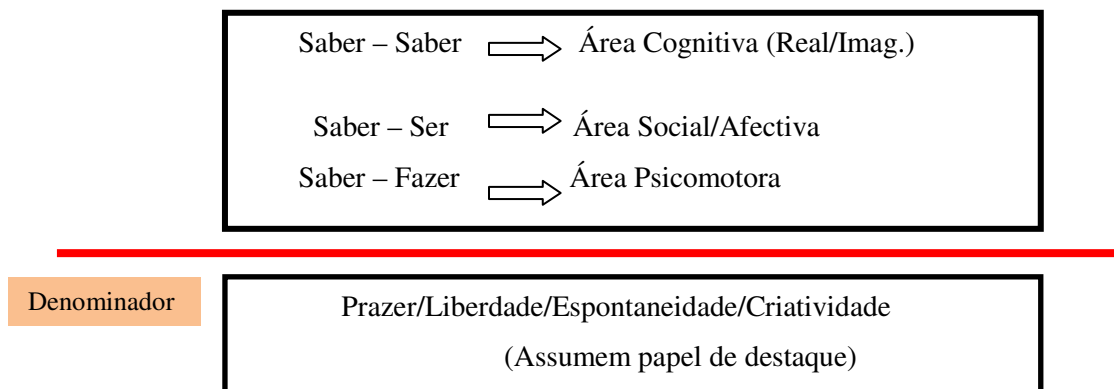 Saber – Saber Área Cognitiva (Real/Imag.)
Saber – Ser Área Social/Afectiva
Saber – Fazer Área Psicomotora
Denominador
Prazer/Liberdade/Espontaneidade/Criatividade
(Assumem papel de destaque)